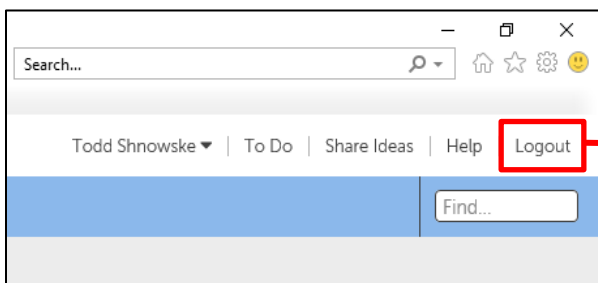 Search...
Todd Shnowske | To Do | Share Ideas | Help Logout
Find...